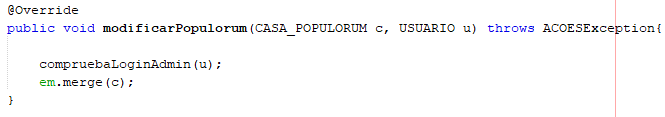 @Override
public void modificarPopulorum(CASA_POPULORUM c, USUARIO u) throws ACOESException{
compruebaLoginAdmin(u);
em.merge(c);
}